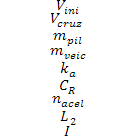 V_ini
V_cruz
m_pil
m_veic
k_a
C_R
n_acel
L_2
I